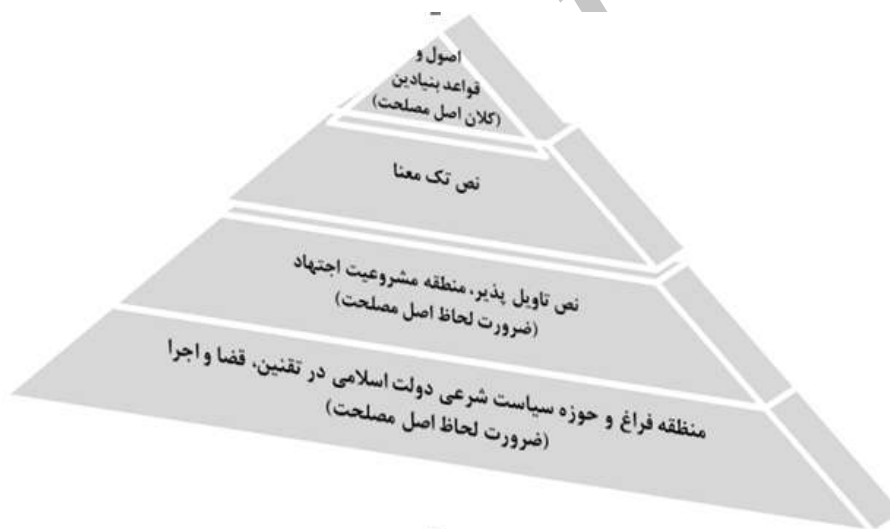 اصول و
قواعد بنیادین
(کلان اصل مصلحت)
نص تک معنا
نص تاویل پذیر، منطقه مشروعیت اجتهاد
(ضرورت لحاظ اصل مصلحت)
منظقه فراغ و حوزه سیاست شرعی دولت اسلامی در تقنین، قضا و اجرا
(ضرورت لحاظ اصل مصلحت)